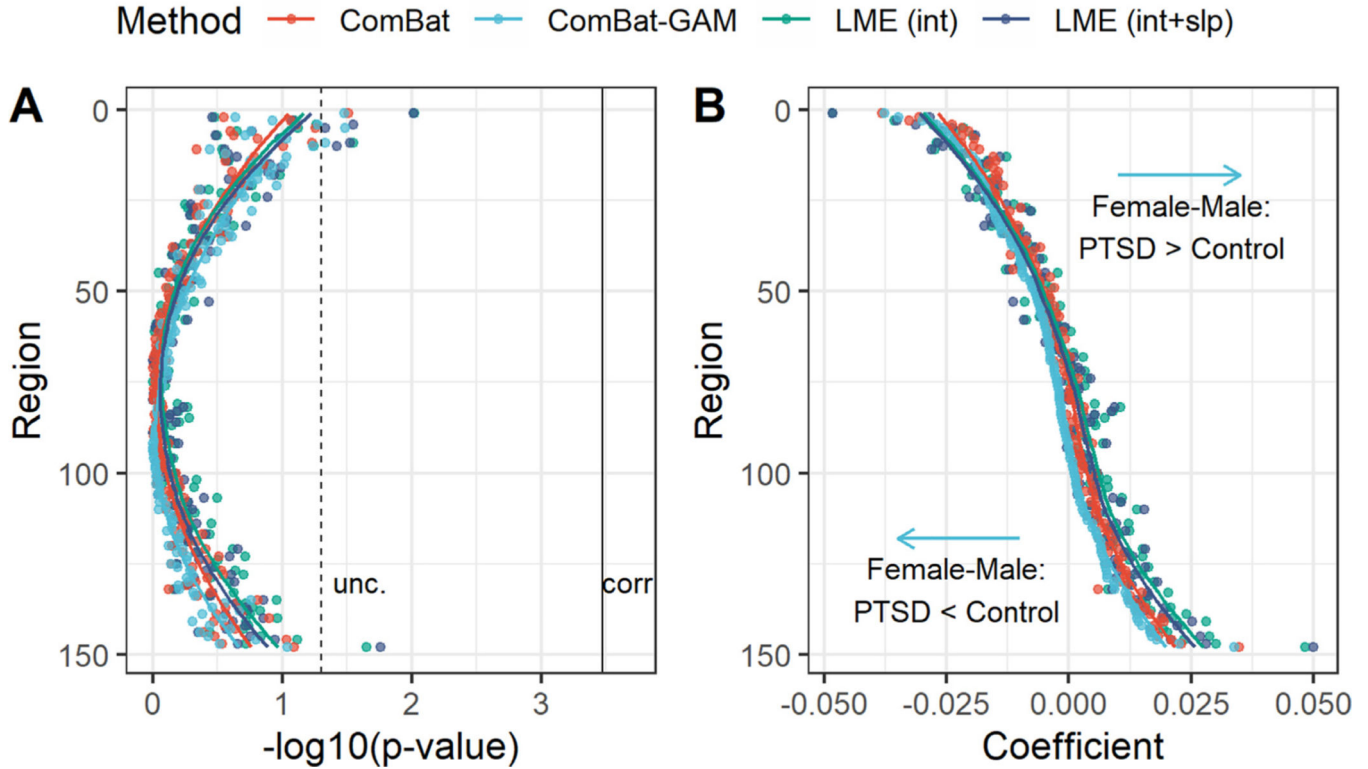 Method ComBat ComBat-GAM LME (int) LME (int+slp)
A
0
50
100
150
Region
unc.
corr
0 1 2 3
-log10(p-value)
B
0
50
100
150
Region
Female-Male:
PTSD > Control
Female-Male:
PTSD < Control
-0.050 -0.025 0.000 0.025 0.050
Coefficient